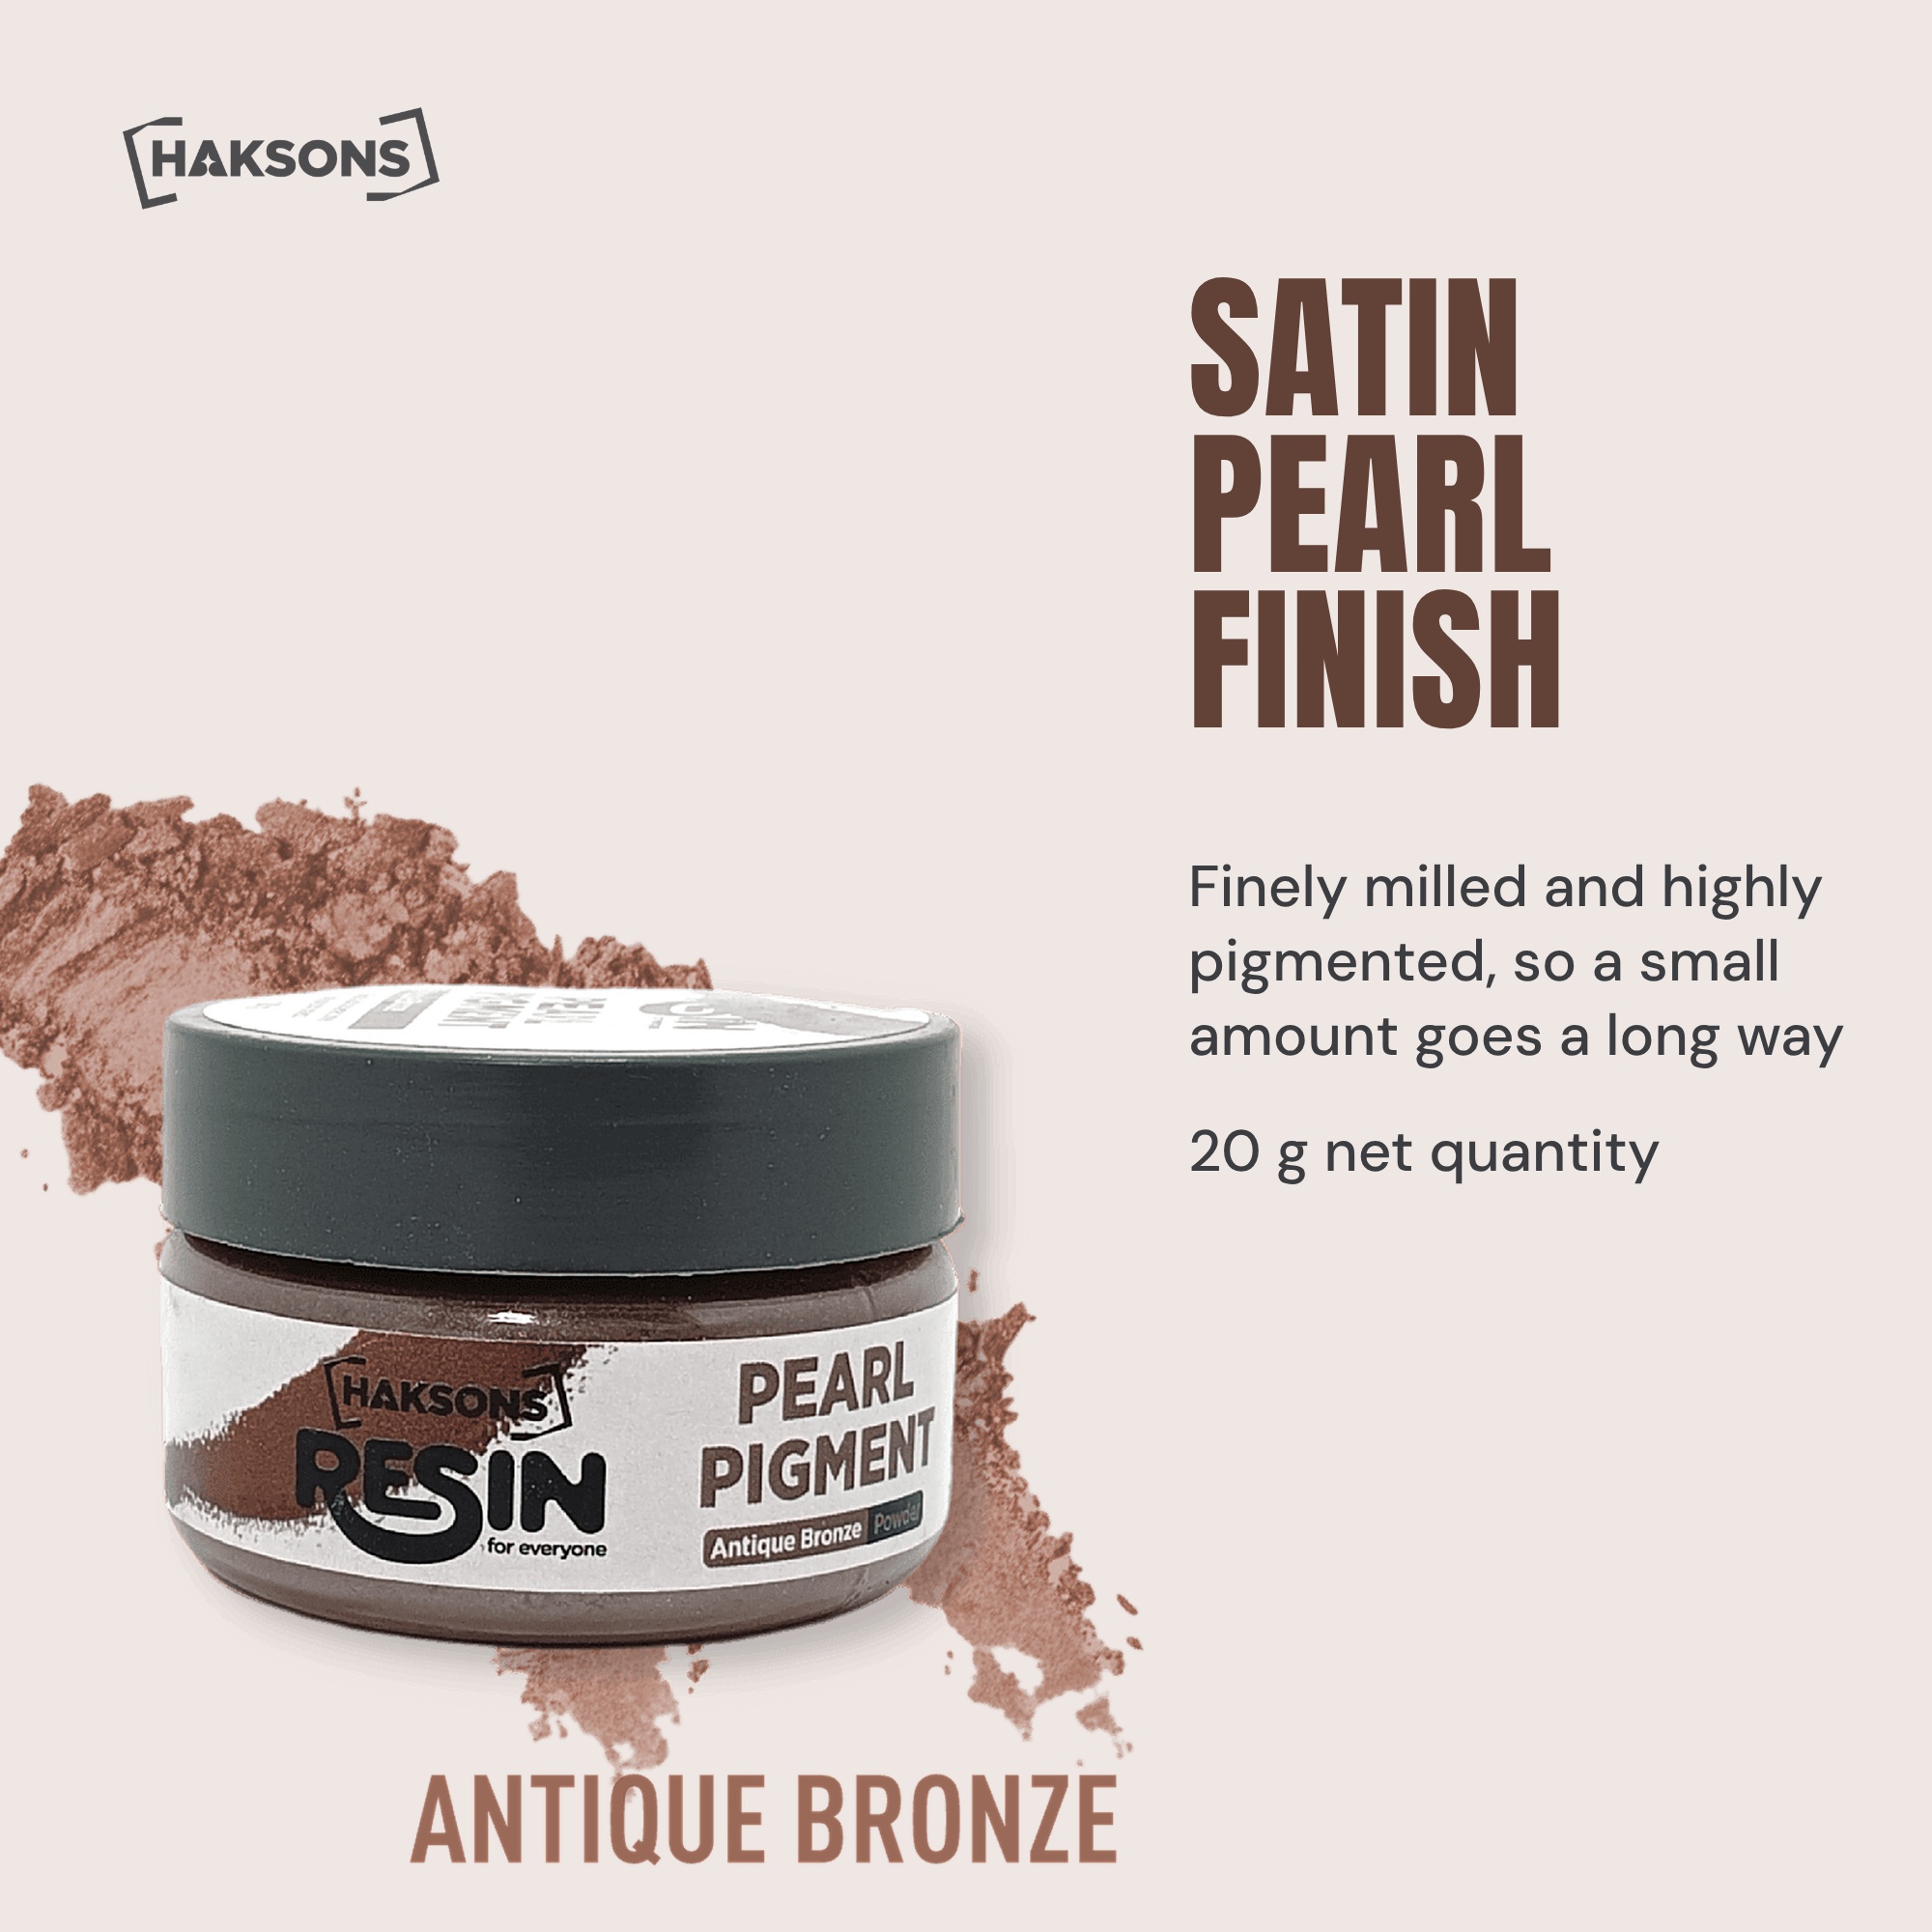 HAKSONS
SATIN
PEARL
FINISH
Finely milled and highly
pigmented, so a small
amount goes a long way
20 g net quantity
HAKSONS
RESIN
for everyone
PEARL
PIGMENT
Antique Bronze Powder
ANTIQUE BRONZE